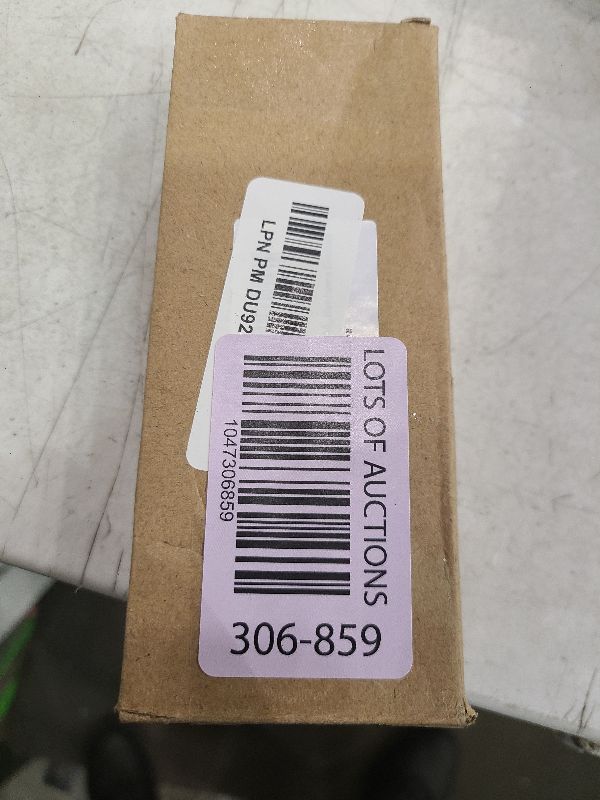 LPN PM DU92
LOTS OF AUCTIONS
1047306859
306-859